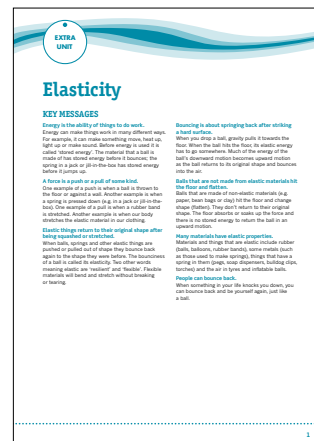 EXTRA
UNIT
Elasticity
KEY MESSAGES
Energy is the ability of things to do work.
Energy can make things work in many different ways.
For example, it can make something move, heat up,
light up or make sound. Before energy is used it is
called ‘stored energy’. The material that a ball is
made of has stored energy before it bounces; the
spring in a jack or jill-in-the-box has stored energy
before it jumps up.
A force is a push or a pull of some kind.
One example of a push is when a ball is thrown to
the floor or against a wall. Another example is when
a spring is pressed down (e.g. in a jack or jill-in-the-
box). One example of a pull is when a rubber band
is stretched. Another example is when our body
stretches the elastic material in our clothing.
Elastic things return to their original shape after
being squashed or stretched.
When balls, springs and other elastic things are
pushed or pulled out of shape they bounce back
again to the shape they were before. The bounciness
of a ball is called its elasticity. Two other words
meaning elastic are ‘resilient’ and ‘flexible’. Flexible
materials will bend and stretch without breaking
or tearing.
Bouncing is about springing back after striking
a hard surface.
When you drop a ball, gravity pulls it towards the
floor. When the ball hits the floor, its elastic energy
has to go somewhere. Much of the energy of the
ball’s downward motion becomes upward motion
as the ball returns to its original shape and bounces
into the air.
Balls that are not made from elastic materials hit
the floor and flatten.
Balls that are made of non-elastic materials (e.g.
paper, bean bags or clay) hit the floor and change
shape (flatten). They don’t return to their original
shape. The floor absorbs or soaks up the force and
there is no stored energy to return the ball in an
upward motion.
Many materials have elastic properties.
Materials and things that are elastic include rubber
(balls, balloons, rubber bands), some metals (such
as those used to make springs), things that have a
spring in them (pegs, soap dispensers, bulldog clips,
torches) and the air in tyres and inflatable balls.
People can bounce back.
When something in your life knocks you down, you
can bounce back and be yourself again, just like
a ball.
1